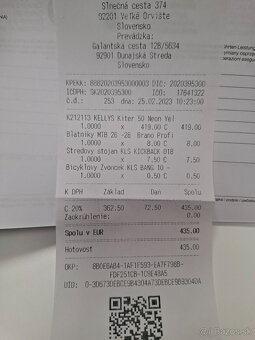 Slnečná cesta 374
92201 Veľké Orvište
Slovensko
Prevádzka:
Galantská cesta 12B/5634
92901 Dunajská Streda
Slovensko
KPEKK: 88820203953000003 DIČ: 2020395300
IČDPH: SK2020395300 IČO: 17641322
č.d.: 253 dňa: 25.02.2023 10:23:00
K212113 KELLYS Kiter 50 Neon Yel
1.0000 x 419.00 C 419.00
Blatníky MTB 26 -28 Brano Profi
1.0000 x 8.00 C 8.00
Stredový stojan KLS KICKBACK 01B
1.0000 x 7.50 C 7.50
Bicyklový Zvonček KLS BANG 10 -
1.0000 x 0.50 C 0.50
K DPH Základ Daň Spolu
C 20% 362.50 72.50 435.00
Zaokrúhlenie 0.00
Spolu v EUR 435.00
Hotovosť 435.00
OKP:
UID: